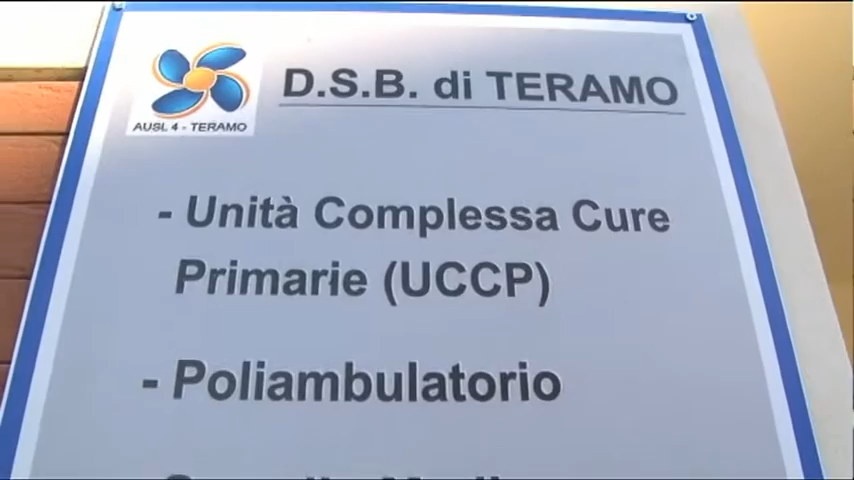 D.S.B. di TERAMO
AUSL 4 - TERAMO
- Unità Complessa Cure
Primarie (UCCP)
- Poliambulatorio